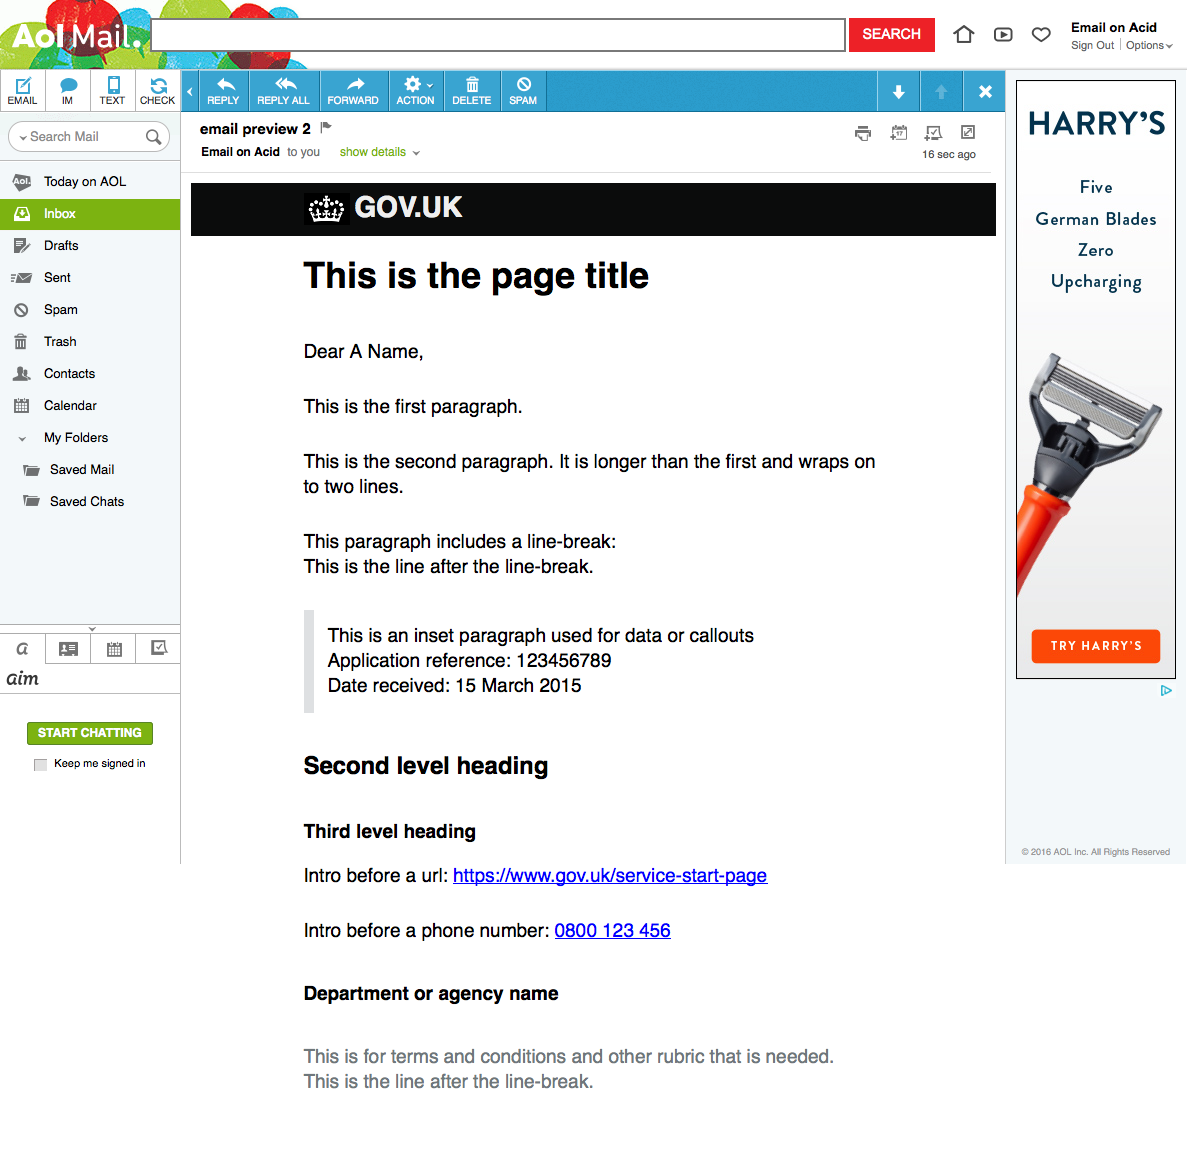 Aol Mail.
SEARCH
Email on Acid
Sign Out | Options
EMAIL IM TEXT CHECK
REPLY REPLY ALL FORWARD ACTION DELETE SPAM
Search Mail
Aol. Today on AOL
Inbox
Drafts
Sent
Spam
Trash
Contacts
Calendar
My Folders
Saved Mail
Saved Chats
a
aim
START CHATTING
Keep me signed in
email preview 2
Email on Acid to you show details
17
16 sec ago
GOV.UK
This is the page title
Dear A Name,
This is the first paragraph.
This is the second paragraph. It is longer than the first and wraps on
to two lines.
This paragraph includes a line-break:
This is the line after the line-break.
This is an inset paragraph used for data or callouts
Application reference: 123456789
Date received: 15 March 2015
Second level heading
Third level heading
Intro before a url: https://www.gov.uk/service-start-page
Intro before a phone number: 0800 123 456
Department or agency name
This is for terms and conditions and other rubric that is needed.
This is the line after the line-break.
HARRY'S
Five
German Blades
Zero
Upcharging
TRY HARRY'S
© 2016 AOL Inc. All Rights Reserved